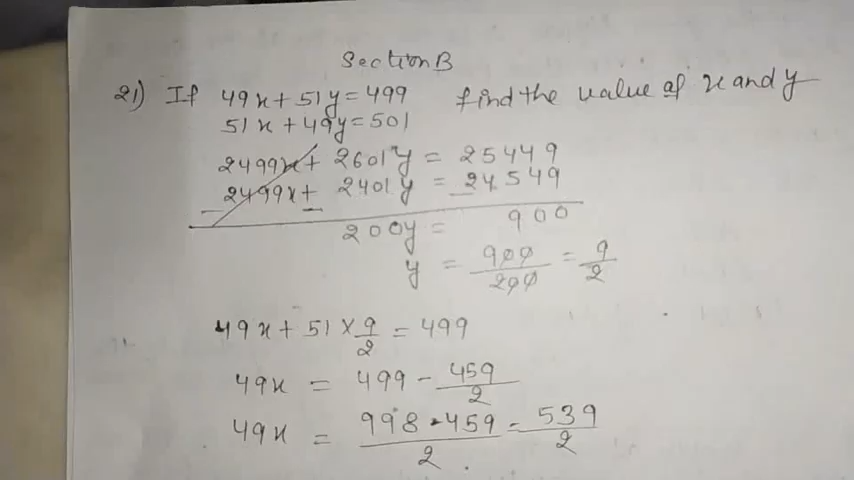 Section B
21) If 49x + 51y = 499 find the value of x and y
51x + 49y = 501
2499x + 2601y = 25449
2499x + 2401y = 24549
200y = 900
y = 900/200 = 9/2
49x + 51 × 9/2 = 499
49x = 499 - 459/2
49x = 998 - 459/2 = 539/2